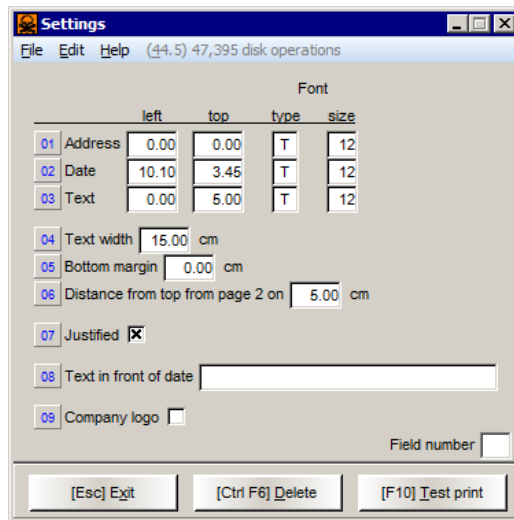 Settings
File Edit Help (44.5) 47,395 disk operations
Font
left top type size
01 Address 0.00 0.00 T 12
02 Date 10.10 3.45 T 12
03 Text 0.00 5.00 T 12
04 Text width 15.00 cm
05 Bottom margin 0.00 cm
06 Distance from top from page 2 on 5.00 cm
07 Justified
08 Text in front of date
09 Company logo
Field number
[Esc] Exit [Ctrl F6] Delete [F10] Test print